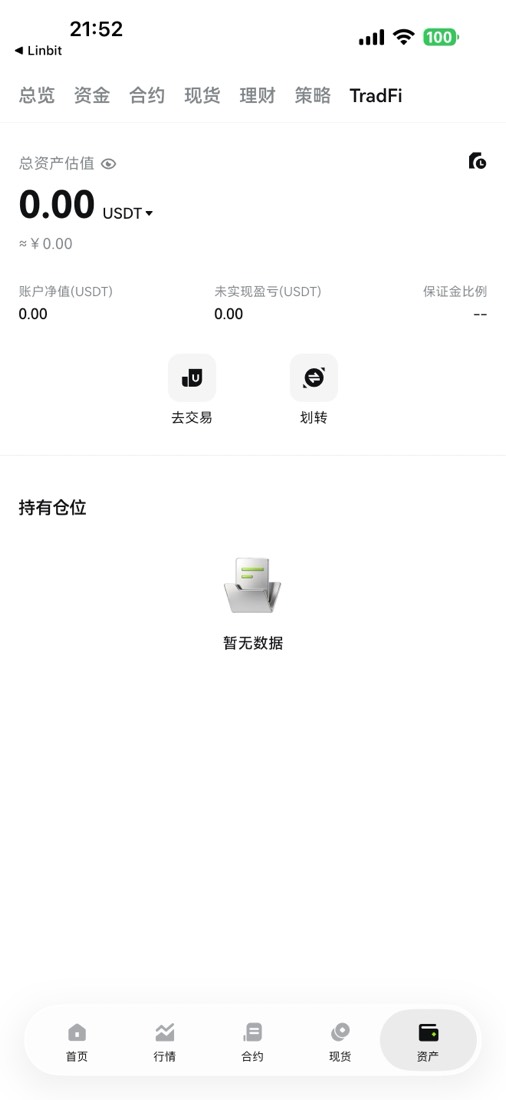 21:52
100
◀ Linbit
总览 资金 合约 现货 理财 策略 TradFi
总资产估值
0.00 USDT
≈ ¥ 0.00
账户净值(USDT) 未实现盈亏(USDT) 保证金比例
0.00 0.00 --
去交易 划转
持有仓位
暂无数据
首页 行情 合约 现货 资产